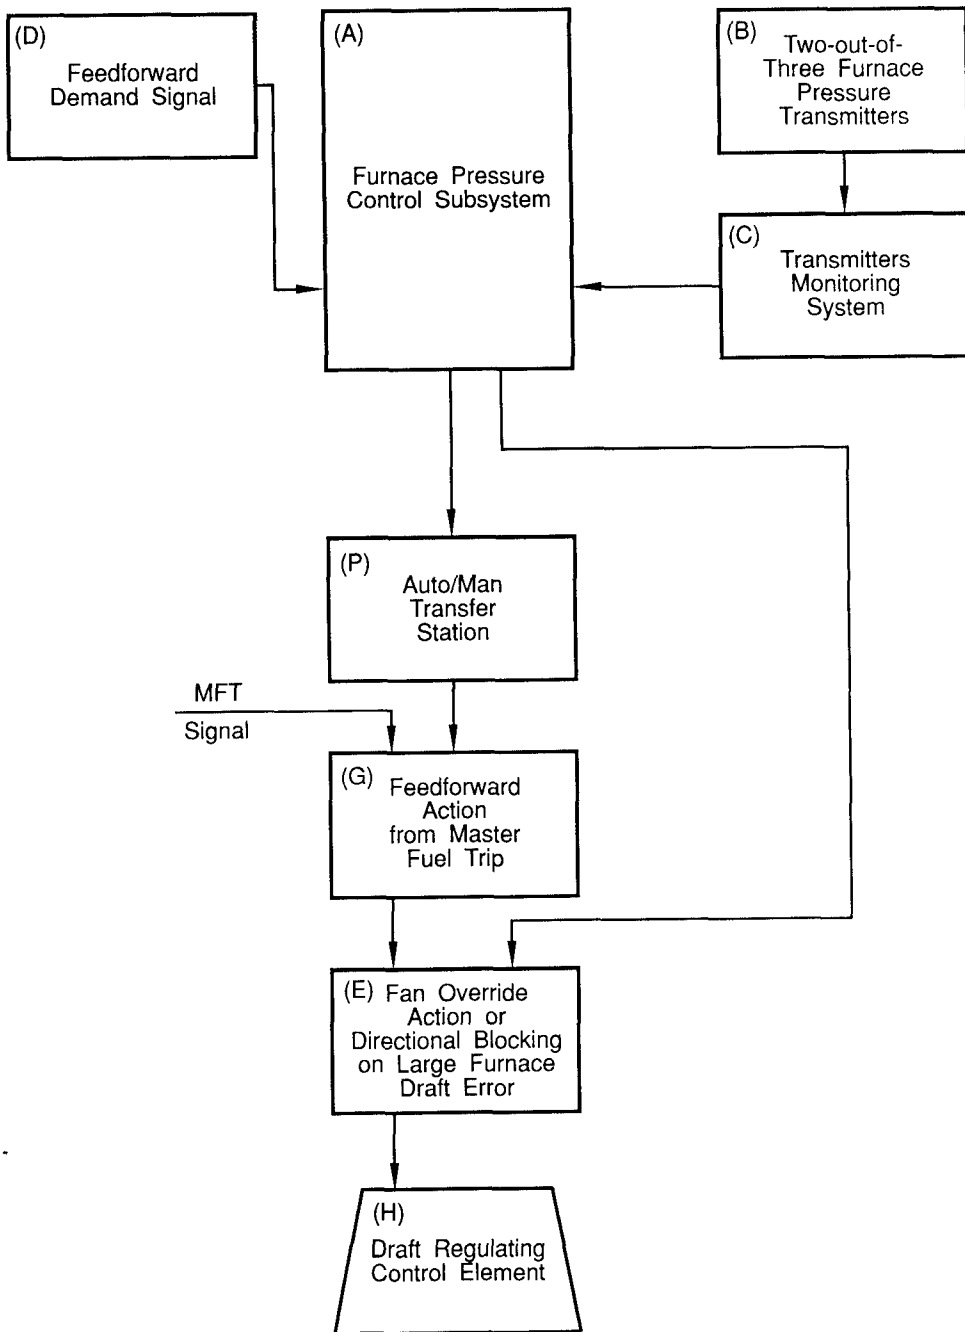 (D)
Feedforward
Demand Signal
(A)
Furnace Pressure
Control Subsystem
(B)
Two-out-of-
Three Furnace
Pressure
Transmitters
(C)
Transmitters
Monitoring
System
(P)
Auto/Man
Transfer
Station
MFT
Signal
(G)
Feedforward
Action
from Master
Fuel Trip
(E) Fan Override
Action or
Directional Blocking
on Large Furnace
Draft Error
(H)
Draft Regulating
Control Element